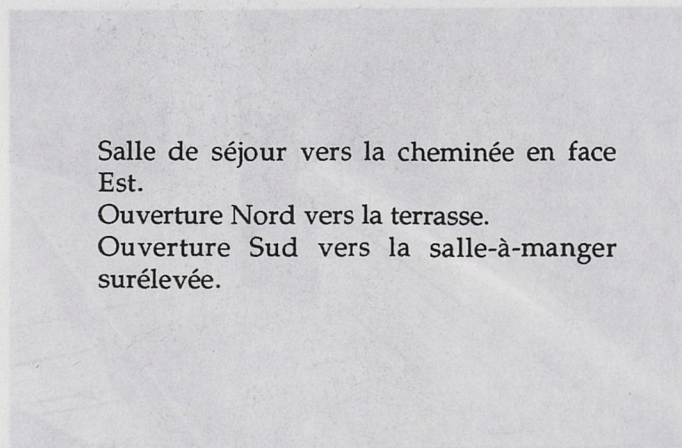 Salle de séjour vers la cheminée en face
Est.
Ouverture Nord vers la terrasse.
Ouverture Sud vers la salle-à-manger
surélevée.